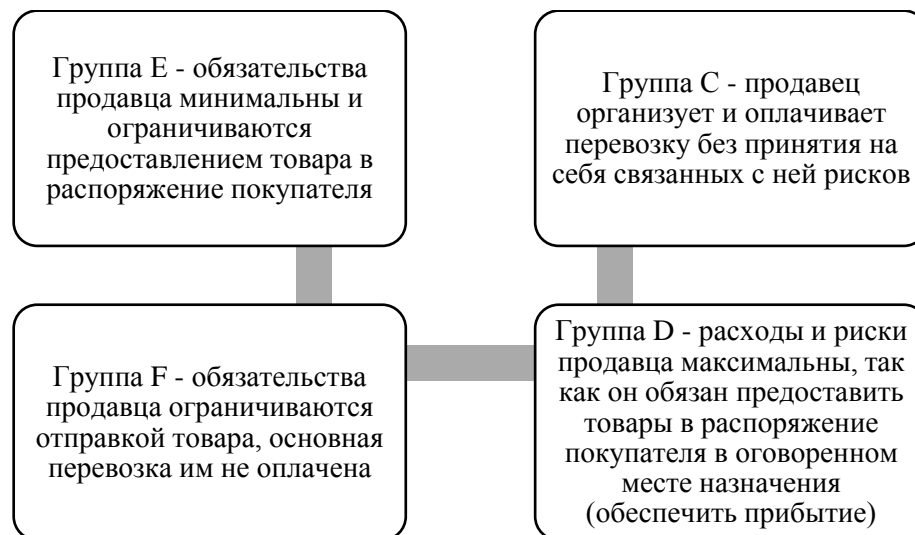 Группа E - обязательства
продавца минимальны и
ограничиваются
предоставлением товара в
распоряжение покупателя
Группа C - продавец
организует и оплачивает
перевозку без принятия на
себя связанных с ней рисков
Группа F - обязательства
продавца ограничиваются
отправкой товара, основная
перевозка им не оплачена
Группа D - расходы и риски
продавца максимальны, так
как он обязан предоставить
товары в распоряжение
покупателя в оговоренном
месте назначения
(обеспечить прибытие)